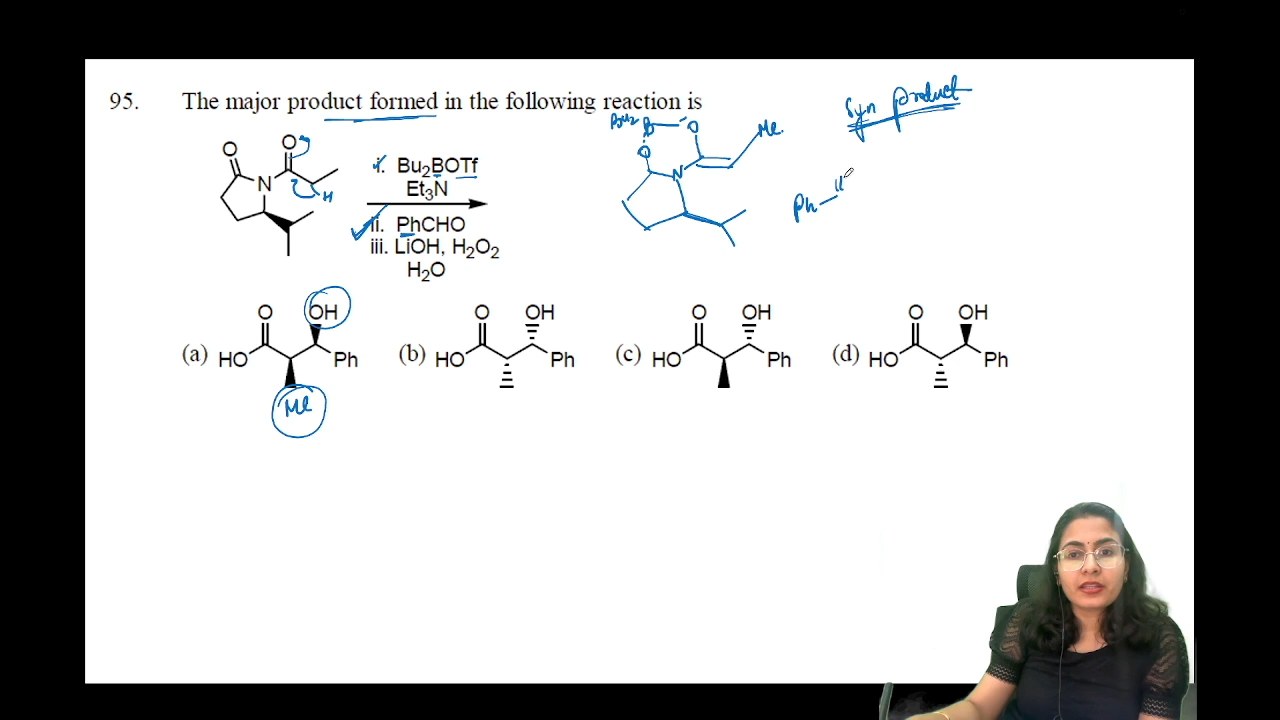 95. The major product formed in the following reaction is
Syn product
Bu2 B O Me
O O
N
i. Bu2BOTf
Et3N
H
O
N
Ph
ii. PhCHO
iii. LiOH, H2O2
H2O
(a) HO O OH Ph (b) HO O OH Ph (c) HO O OH Ph (d) HO O OH Ph
Me